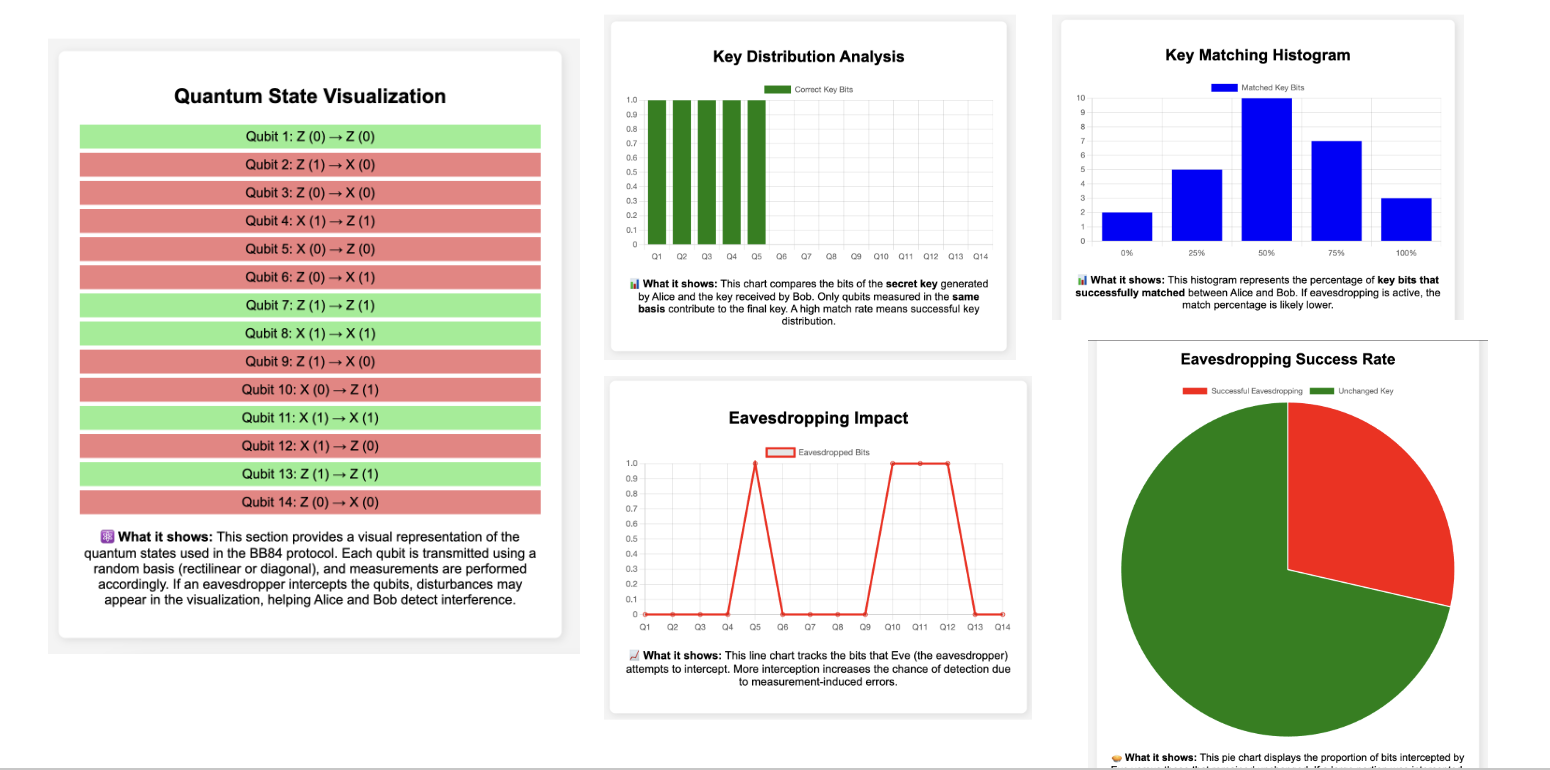 Quantum State Visualization
Qubit 1: Z (0) → Z (0)
Qubit 2: Z (1) → X (0)
Qubit 3: Z (0) → X (0)
Qubit 4: X (1) → Z (1)
Qubit 5: X (0) → Z (0)
Qubit 6: Z (0) → X (1)
Qubit 7: Z (1) → Z (1)
Qubit 8: X (1) → X (1)
Qubit 9: Z (1) → X (0)
Qubit 10: X (0) → Z (1)
Qubit 11: X (1) → X (1)
Qubit 12: X (1) → Z (0)
Qubit 13: Z (1) → Z (1)
Qubit 14: Z (0) → X (0)
⚛️ What it shows: This section provides a visual representation of the
quantum states used in the BB84 protocol. Each qubit is transmitted using a
random basis (rectilinear or diagonal), and measurements are performed
accordingly. If an eavesdropper intercepts the qubits, disturbances may
appear in the visualization, helping Alice and Bob detect interference.
Key Distribution Analysis
Correct Key Bits
1.0
0.9
0.8
0.7
0.6
0.5
0.4
0.3
0.2
0.1
0
Q1 Q2 Q3 Q4 Q5 Q6 Q7 Q8 Q9 Q10 Q11 Q12 Q13 Q14
📊 What it shows: This chart compares the bits of the secret key generated
by Alice and the key received by Bob. Only qubits measured in the same
basis contribute to the final key. A high match rate means successful key
distribution.
Eavesdropping Impact
Eavesdropped Bits
1.0
0.9
0.8
0.7
0.6
0.5
0.4
0.3
0.2
0.1
0
Q1 Q2 Q3 Q4 Q5 Q6 Q7 Q8 Q9 Q10 Q11 Q12 Q13 Q14
📈 What it shows: This line chart tracks the bits that Eve (the eavesdropper)
attempts to intercept. More interception increases the chance of detection due
to measurement-induced errors.
Key Matching Histogram
Matched Key Bits
10
9
8
7
6
5
4
3
2
1
0
0% 25% 50% 75% 100%
📊 What it shows: This histogram represents the percentage of key bits that
successfully matched between Alice and Bob. If eavesdropping is active, the
match percentage is likely lower.
Eavesdropping Success Rate
Successful Eavesdropping Unchanged Key
🥧 What it shows: This pie chart displays the proportion of bits intercepted by